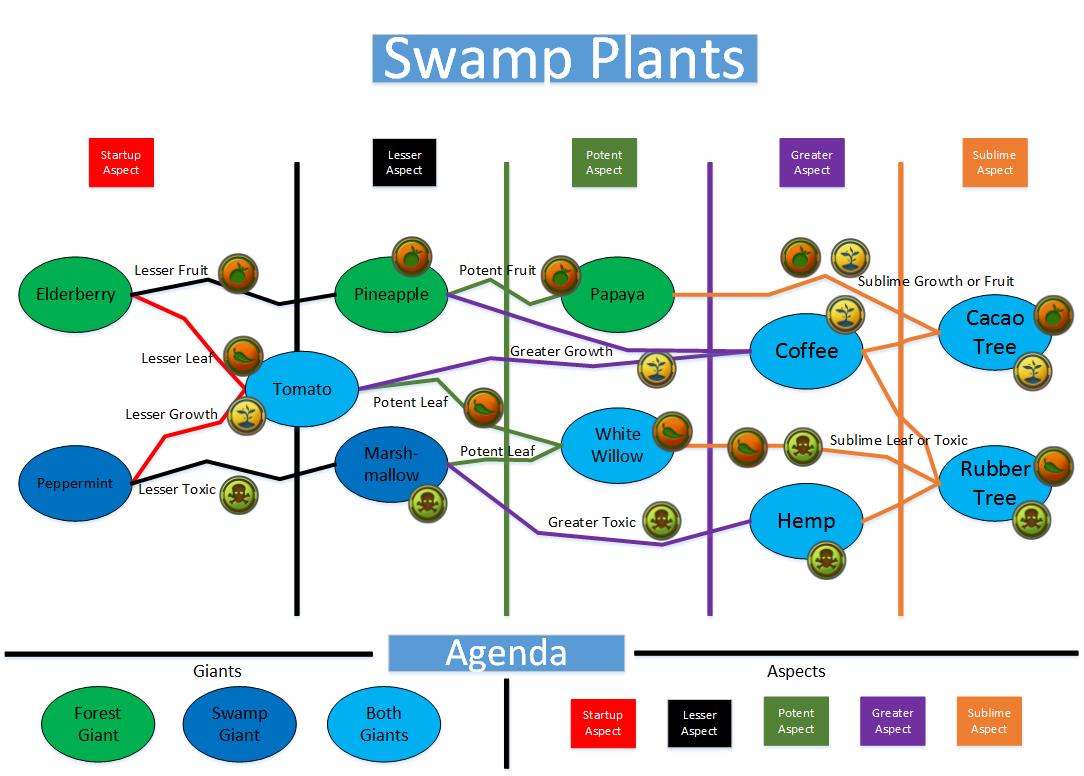 Swamp Plants
Startup
Aspect
Lesser
Aspect
Potent
Aspect
Greater
Aspect
Sublime
Aspect
Lesser Fruit
Potent Fruit
Sublime Growth or Fruit
Elderberry
Pineapple
Papaya
Cacao
Tree
Coffee
Lesser Leaf
Greater Growth
Tomato
Lesser Growth
Potent Leaf
White
Willow
Sublime Leaf or Toxic
Marsh-
mallow
Potent Leaf
Rubber
Tree
Peppermint
Lesser Toxic
Greater Toxic
Hemp
Agenda
Giants
Aspects
Forest
Giant
Swamp
Giant
Both
Giants
Startup
Aspect
Lesser
Aspect
Potent
Aspect
Greater
Aspect
Sublime
Aspect